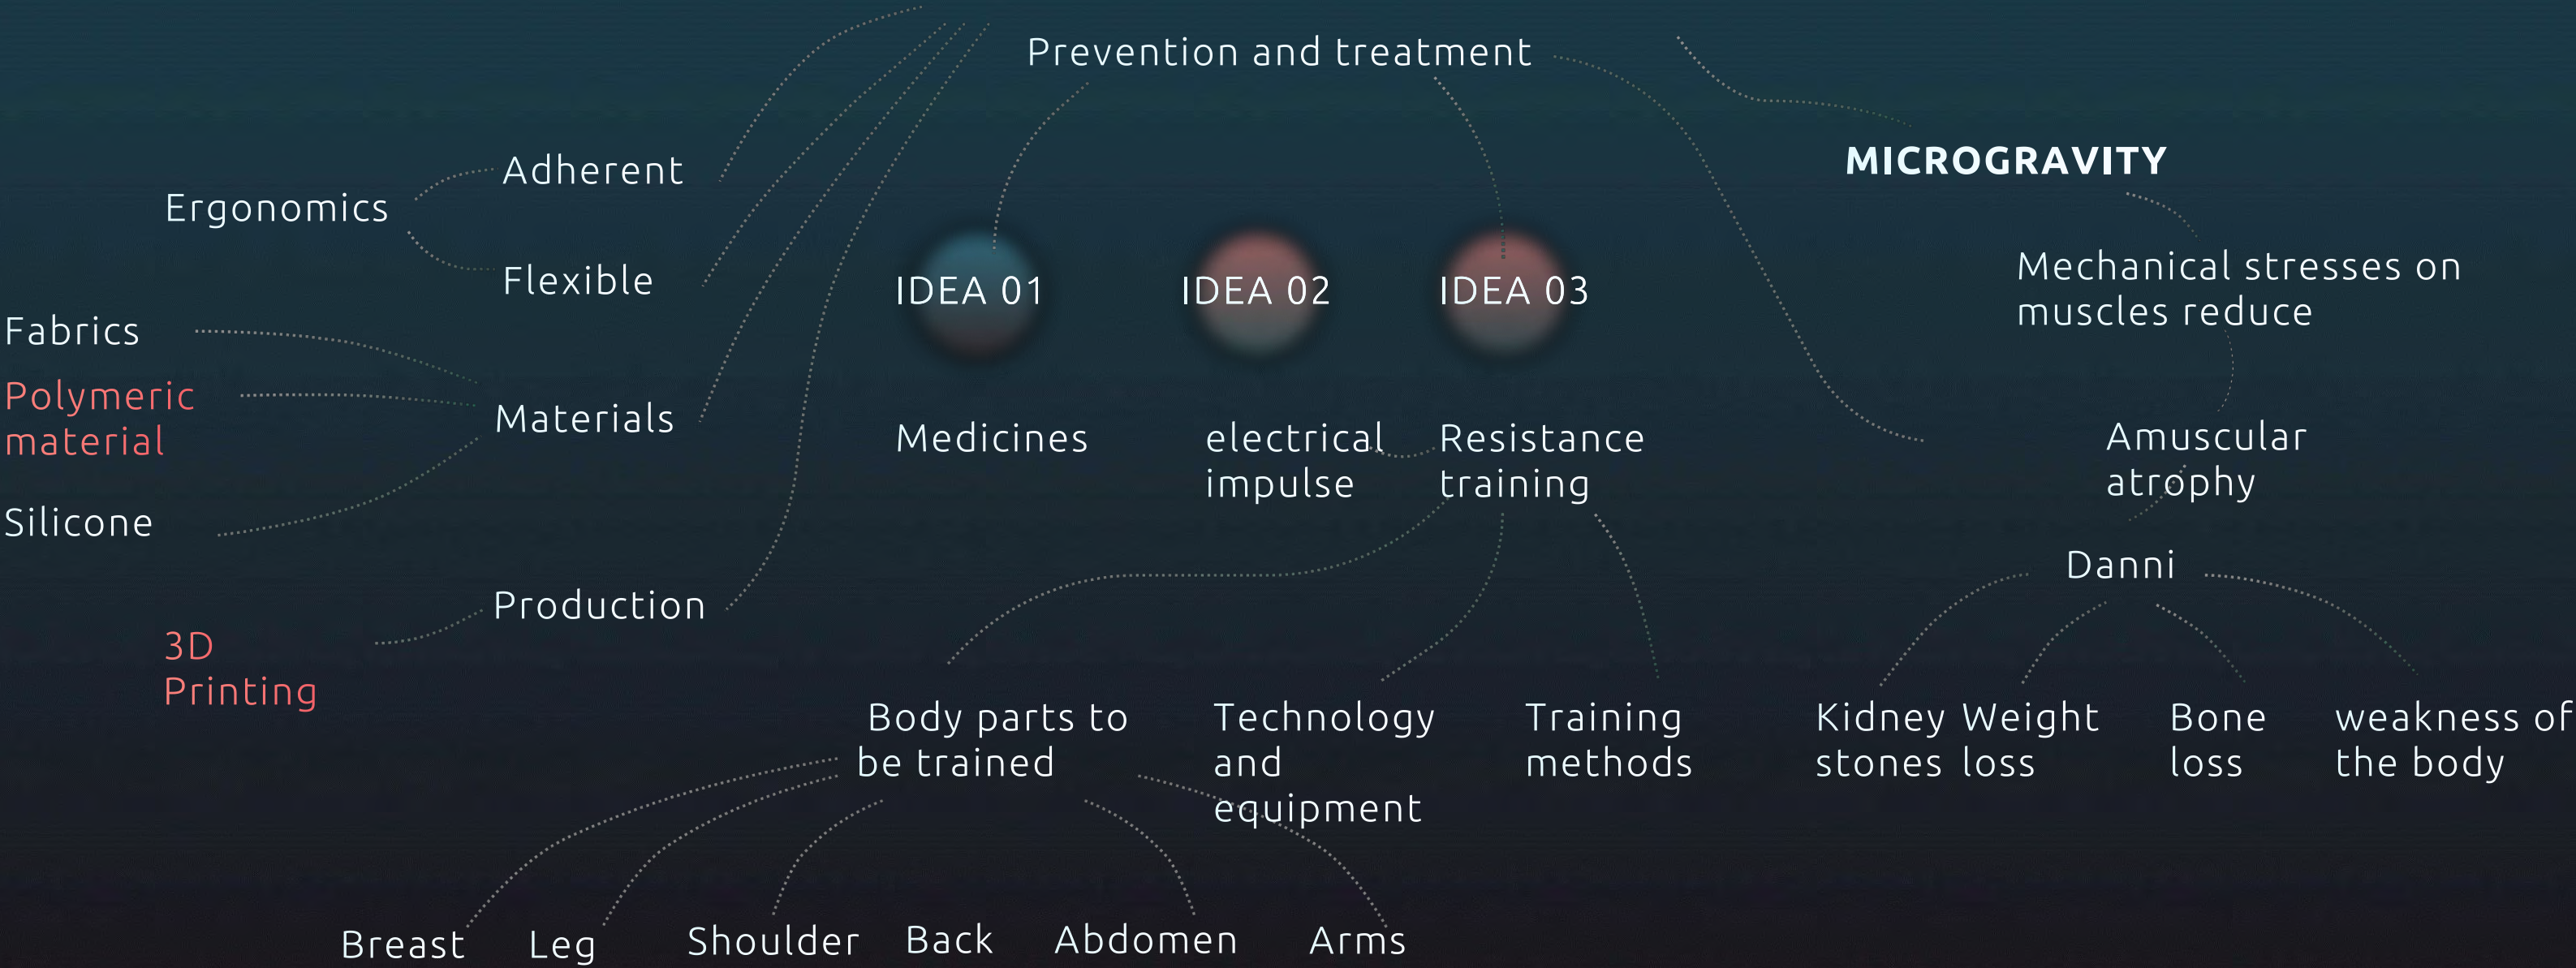 Prevention and treatment
MICROGRAVITY
Adherent
Ergonomics
Flexible
Mechanical stresses on
muscles reduce
IDEA 01
IDEA 02
IDEA 03
Fabrics
Polymeric
material
Materials
Silicone
Medicines
electrical
impulse
Resistance
training
Amuscular
atrophy
Danni
Production
3D
Printing
Body parts to
be trained
Technology
and
equipment
Training
methods
Kidney
stones
Weight
loss
Bone
loss
weakness of
the body
Breast
Leg
Shoulder
Back
Abdomen
Arms